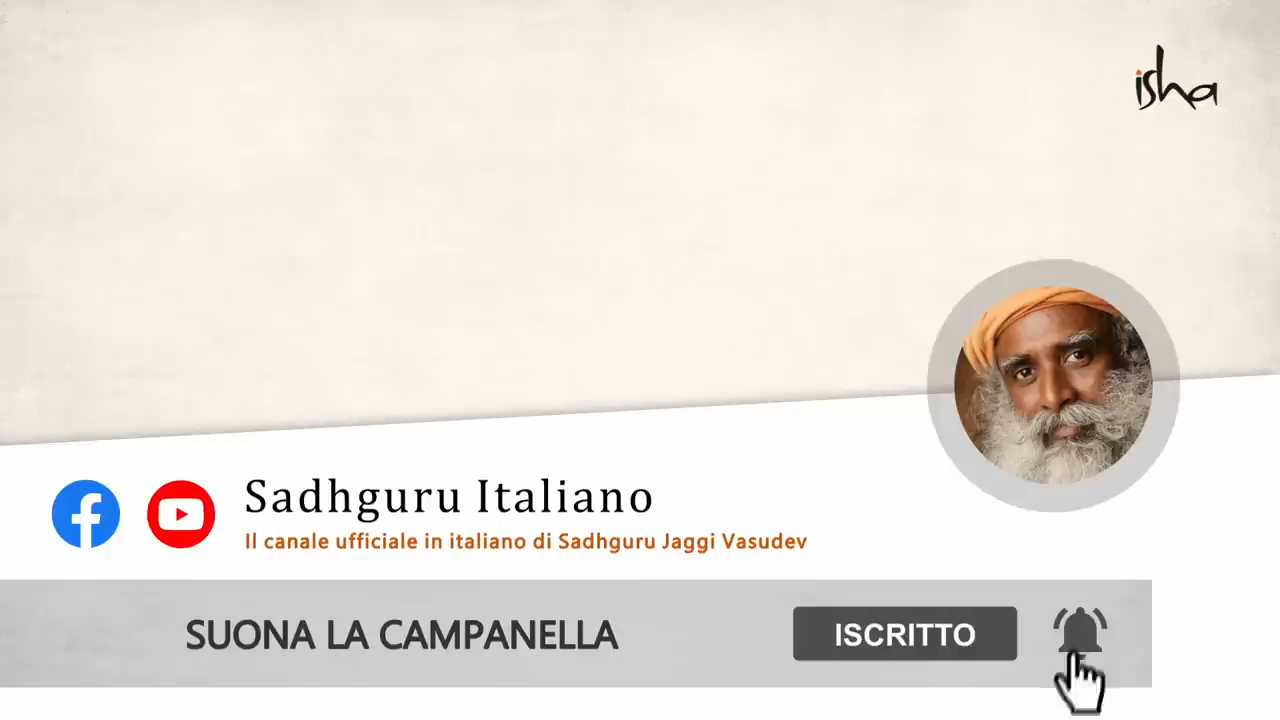 isha
Sadhguru Italiano
Il canale ufficiale in italiano di Sadhguru Jaggi Vasudev
SUONA LA CAMPANELLA
ISCRITTO